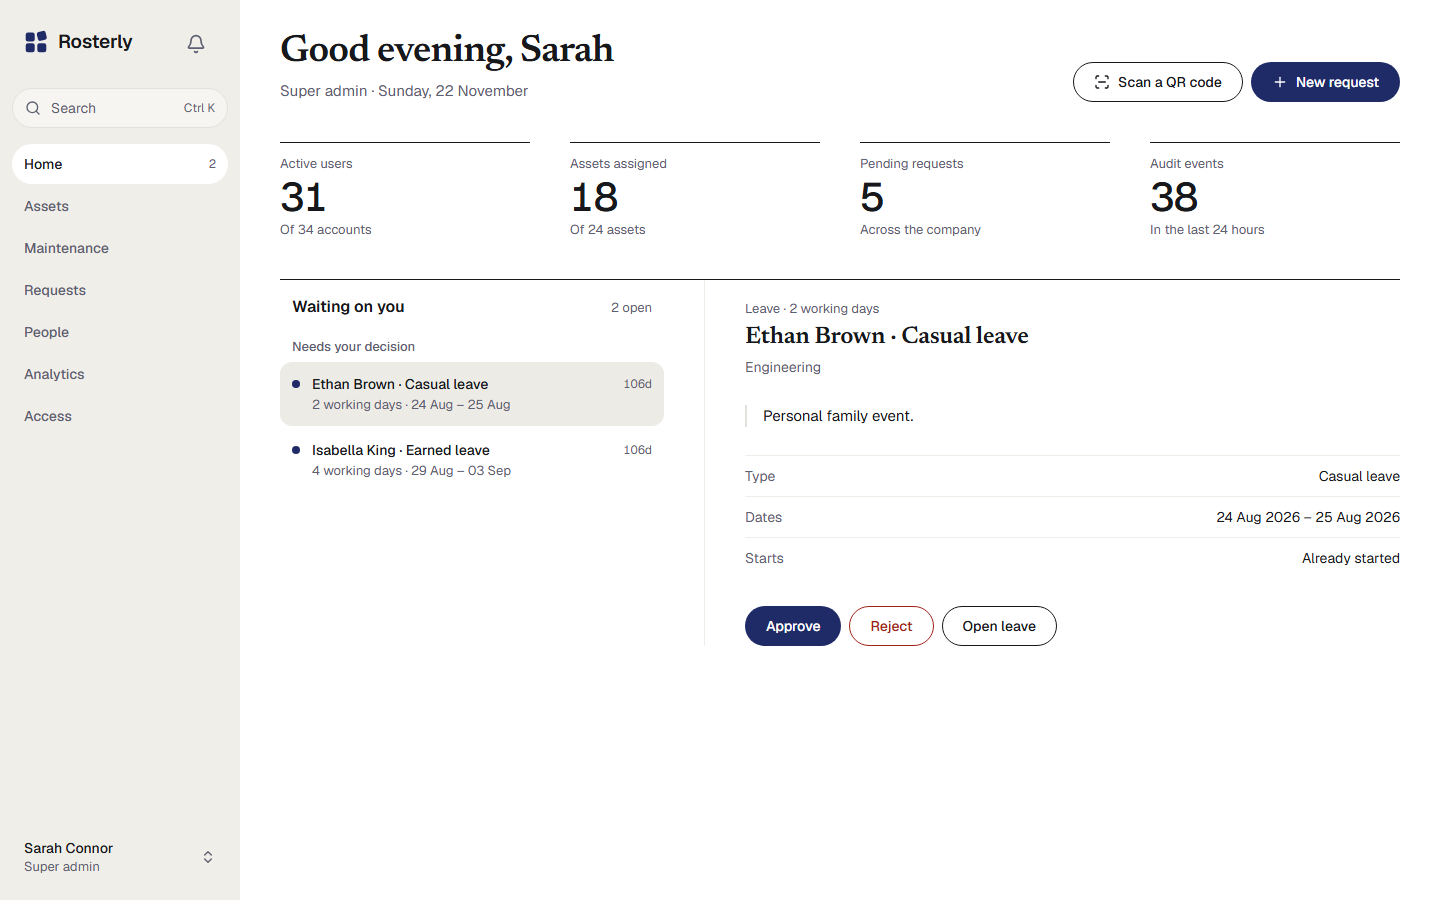 Rosterly
Search Ctrl K
Home 2
Assets
Maintenance
Requests
People
Analytics
Access
Sarah Connor
Super admin
Good evening, Sarah
Super admin · Sunday, 22 November
Scan a QR code
New request
Active users
31
Of 34 accounts
Assets assigned
18
Of 24 assets
Pending requests
5
Across the company
Audit events
38
In the last 24 hours
Waiting on you 2 open
Needs your decision
Ethan Brown · Casual leave 106d
2 working days · 24 Aug – 25 Aug
Isabella King · Earned leave 106d
4 working days · 29 Aug – 03 Sep
Leave · 2 working days
Ethan Brown · Casual leave
Engineering
Personal family event.
Type Casual leave
Dates 24 Aug 2026 – 25 Aug 2026
Starts Already started
Approve Reject Open leave